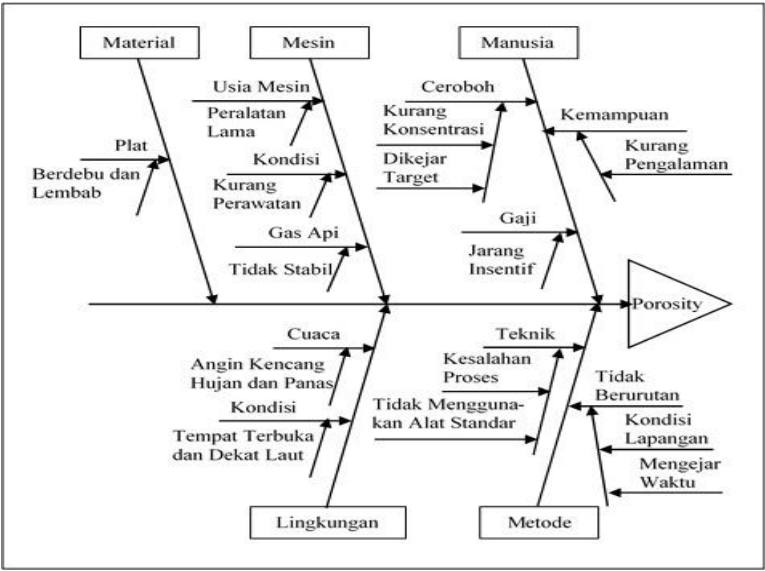 Material
Mesin
Manusia
Usia Mesin
Peralatan
Lama
Ceroboh
Kurang
Konsentrasi
Dikejar
Target
Kemampuan
Kurang
Pengalaman
Plat
Berdebu dan
Lembab
Kondisi
Kurang
Perawatan
Gas Api
Tidak Stabil
Gaji
Jarang
Insentif
Porosity
Cuaca
Angin Kencang
Hujan dan Panas
Kondisi
Tempat Terbuka
dan Dekat Laut
Teknik
Kesalahan
Proses
Tidak Mengguna-
kan Alat Standar
Tidak
Berurutan
Kondisi
Lapangan
Mengejar
Waktu
Lingkungan
Metode